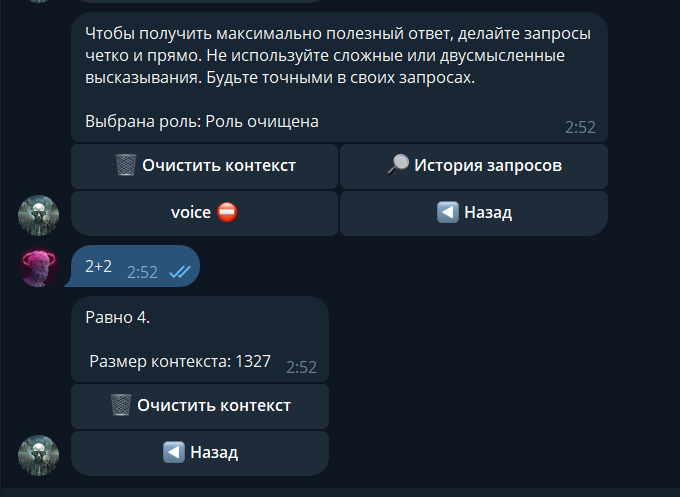 Чтобы получить максимально полезный ответ, делайте запросы
четко и прямо. Не используйте сложные или двусмысленные
высказывания. Будьте точными в своих запросах.
Выбрана роль: Роль очищена
2:52
Очистить контекст
История запросов
voice
Назад
2+2 2:52
Равно 4.
Размер контекста: 1327 2:52
Очистить контекст
Назад